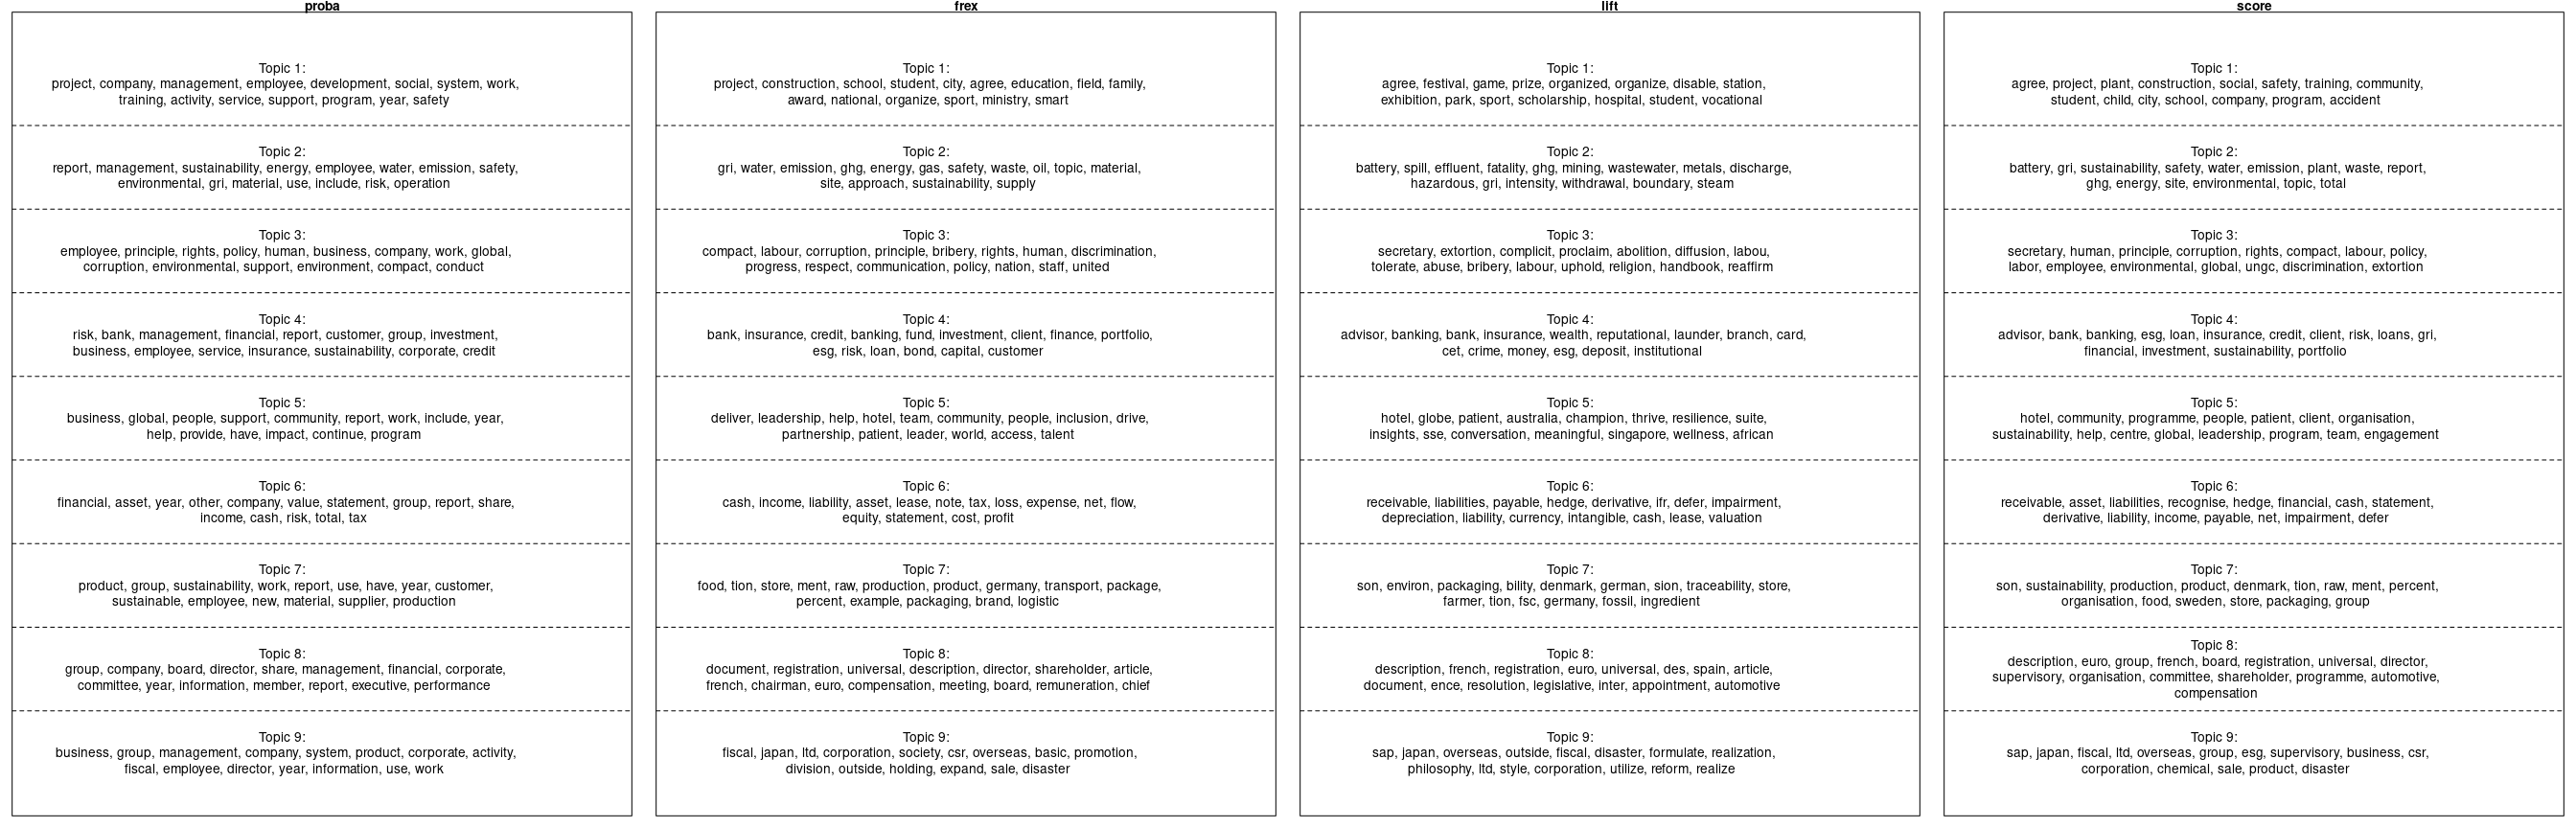 proba
Topic 1:
project, company, management, employee, development, social, system, work,
training, activity, service, support, program, year, safety
Topic 2:
report, management, sustainability, energy, employee, water, emission, safety,
environmental, gri, material, use, include, risk, operation
Topic 3:
employee, principle, rights, policy, human, business, company, work, global,
corruption, environmental, support, environment, compact, conduct
Topic 4:
risk, bank, management, financial, report, customer, group, investment,
business, employee, service, insurance, sustainability, corporate, credit
Topic 5:
business, global, people, support, community, report, work, include, year,
help, provide, have, impact, continue, program
Topic 6:
financial, asset, year, other, company, value, statement, group, report, share,
income, cash, risk, total, tax
Topic 7:
product, group, sustainability, work, report, use, have, year, customer,
sustainable, employee, new, material, supplier, production
Topic 8:
group, company, board, director, share, management, financial, corporate,
committee, year, information, member, report, executive, performance
Topic 9:
business, group, management, company, system, product, corporate, activity,
fiscal, employee, director, year, information, use, work
frex
Topic 1:
project, construction, school, student, city, agree, education, field, family,
award, national, organize, sport, ministry, smart
Topic 2:
gri, water, emission, ghg, energy, gas, safety, waste, oil, topic, material,
site, approach, sustainability, supply
Topic 3:
compact, labour, corruption, principle, bribery, rights, human, discrimination,
progress, respect, communication, policy, nation, staff, united
Topic 4:
bank, insurance, credit, banking, fund, investment, client, finance, portfolio,
esg, risk, loan, bond, capital, customer
Topic 5:
deliver, leadership, help, hotel, team, community, people, inclusion, drive,
partnership, patient, leader, world, access, talent
Topic 6:
cash, income, liability, asset, lease, note, tax, loss, expense, net, flow,
equity, statement, cost, profit
Topic 7:
food, tion, store, ment, raw, production, product, germany, transport, package,
percent, example, packaging, brand, logistic
Topic 8:
document, registration, universal, description, director, shareholder, article,
french, chairman, euro, compensation, meeting, board, remuneration, chief
Topic 9:
fiscal, japan, ltd, corporation, society, csr, overseas, basic, promotion,
division, outside, holding, expand, sale, disaster
lift
Topic 1:
agree, festival, game, prize, organized, organize, disable, station,
exhibition, park, sport, scholarship, hospital, student, vocational
Topic 2:
battery, spill, effluent, fatality, ghg, mining, wastewater, metals, discharge,
hazardous, gri, intensity, withdrawal, boundary, steam
Topic 3:
secretary, extortion, complicit, proclaim, abolition, diffusion, labou,
tolerate, abuse, bribery, labour, uphold, religion, handbook, reaffirm
Topic 4:
advisor, banking, bank, insurance, wealth, reputational, launder, branch, card,
cet, crime, money, esg, deposit, institutional
Topic 5:
hotel, globe, patient, australia, champion, thrive, resilience, suite,
insights, sse, conversation, meaningful, singapore, wellness, african
Topic 6:
receivable, liabilities, payable, hedge, derivative, ifr, defer, impairment,
depreciation, liability, currency, intangible, cash, lease, valuation
Topic 7:
son, environ, packaging, bility, denmark, german, sion, traceability, store,
farmer, tion, fsc, germany, fossil, ingredient
Topic 8:
description, french, registration, euro, universal, des, spain, article,
document, ence, resolution, legislative, inter, appointment, automotive
Topic 9:
sap, japan, overseas, outside, fiscal, disaster, formulate, realization,
philosophy, ltd, style, corporation, utilize, reform, realize
score
Topic 1:
agree, project, plant, construction, social, safety, training, community,
student, child, city, school, company, program, accident
Topic 2:
battery, gri, sustainability, safety, water, emission, plant, waste, report,
ghg, energy, site, environmental, topic, total
Topic 3:
secretary, human, principle, corruption, rights, compact, labour, policy,
labor, employee, environmental, global, ungc, discrimination, extortion
Topic 4:
advisor, bank, banking, esg, loan, insurance, credit, client, risk, loans, gri,
financial, investment, sustainability, portfolio
Topic 5:
hotel, community, programme, people, patient, client, organisation,
sustainability, help, centre, global, leadership, program, team, engagement
Topic 6:
receivable, asset, liabilities, recognise, hedge, financial, cash, statement,
derivative, liability, income, payable, net, impairment, defer
Topic 7:
son, sustainability, production, product, denmark, tion, raw, ment, percent,
organisation, food, sweden, store, packaging, group
Topic 8:
description, euro, group, french, board, registration, universal, director,
supervisory, organisation, committee, shareholder, programme, automotive,
compensation
Topic 9:
sap, japan, fiscal, ltd, overseas, group, esg, supervisory, business, csr,
corporation, chemical, sale, product, disaster